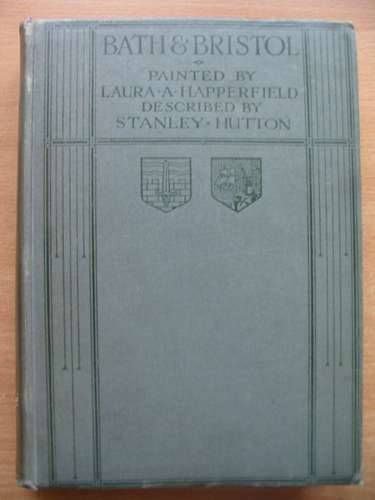 BATH & BRISTOL
PAINTED BY
LAURA·A·HAPPERFIELD
DESCRIBED BY
STANLEY·HUTTON